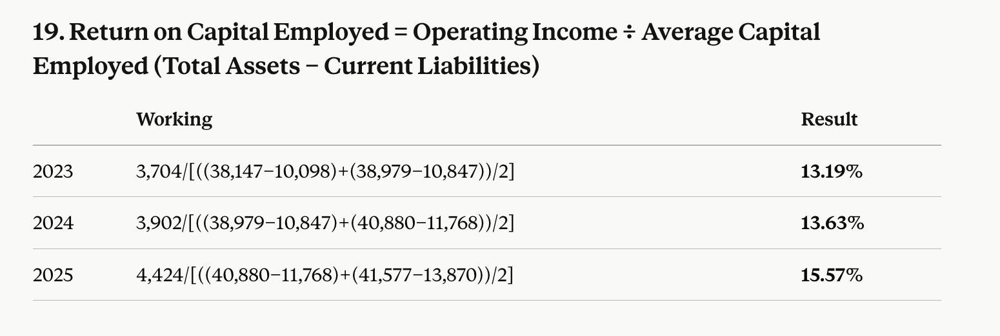 19. Return on Capital Employed = Operating Income ÷ Average Capital
Employed (Total Assets − Current Liabilities)
Working Result
2023 3,704/[((38,147−10,098)+(38,979−10,847))/2] 13.19%
2024 3,902/[((38,979−10,847)+(40,880−11,768))/2] 13.63%
2025 4,424/[((40,880−11,768)+(41,577−13,870))/2] 15.57%